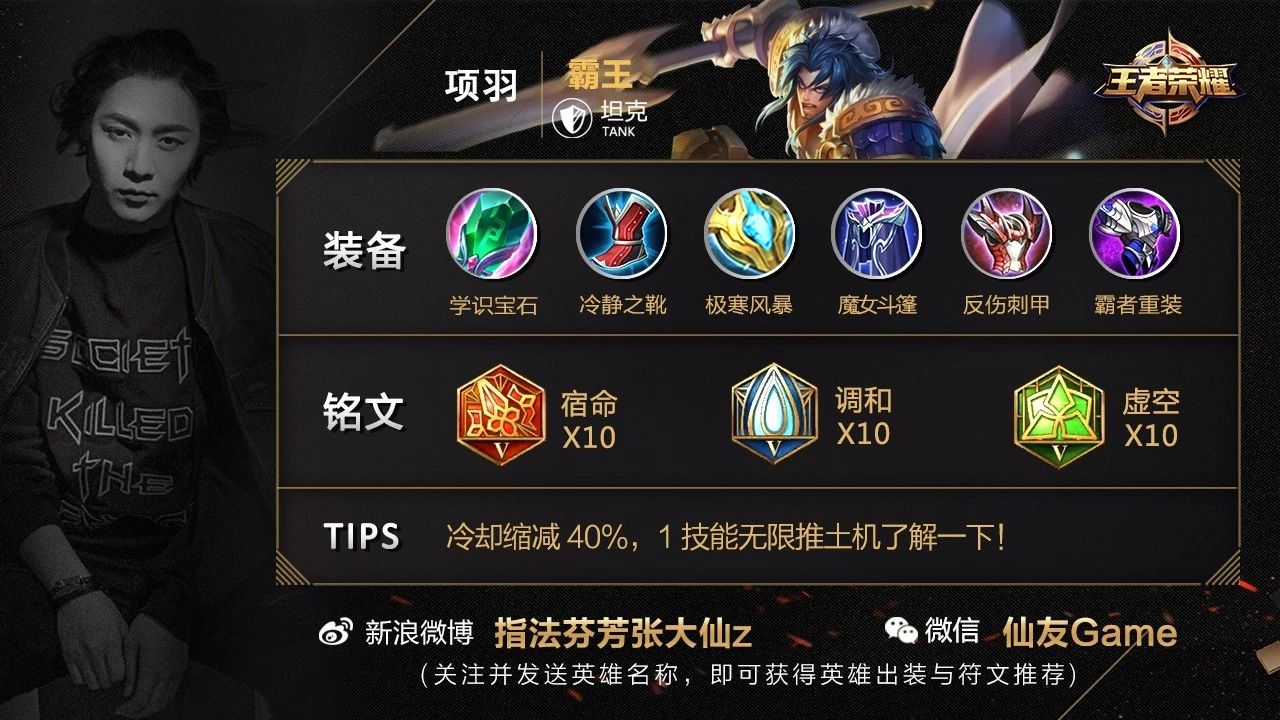 项羽
霸王
坦克
TANK
王者荣耀
装备
学识宝石 冷静之靴 极寒风暴 魔女斗篷 反伤刺甲 霸者重装
铭文
V 宿命 X10
V 调和 X10
V 虚空 X10
TIPS 冷却缩减 40%，1 技能无限推土机了解一下！
SOCIET
KILLED
THE
新浪微博 指法芬芳张大仙z 微信 仙友Game
（关注并发送英雄名称，即可获得英雄出装与符文推荐）